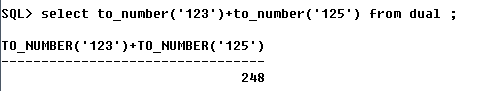 SQL> select to_number('123')+to_number('125') from dual ;
TO_NUMBER('123')+TO_NUMBER('125')
---------------------------------
248